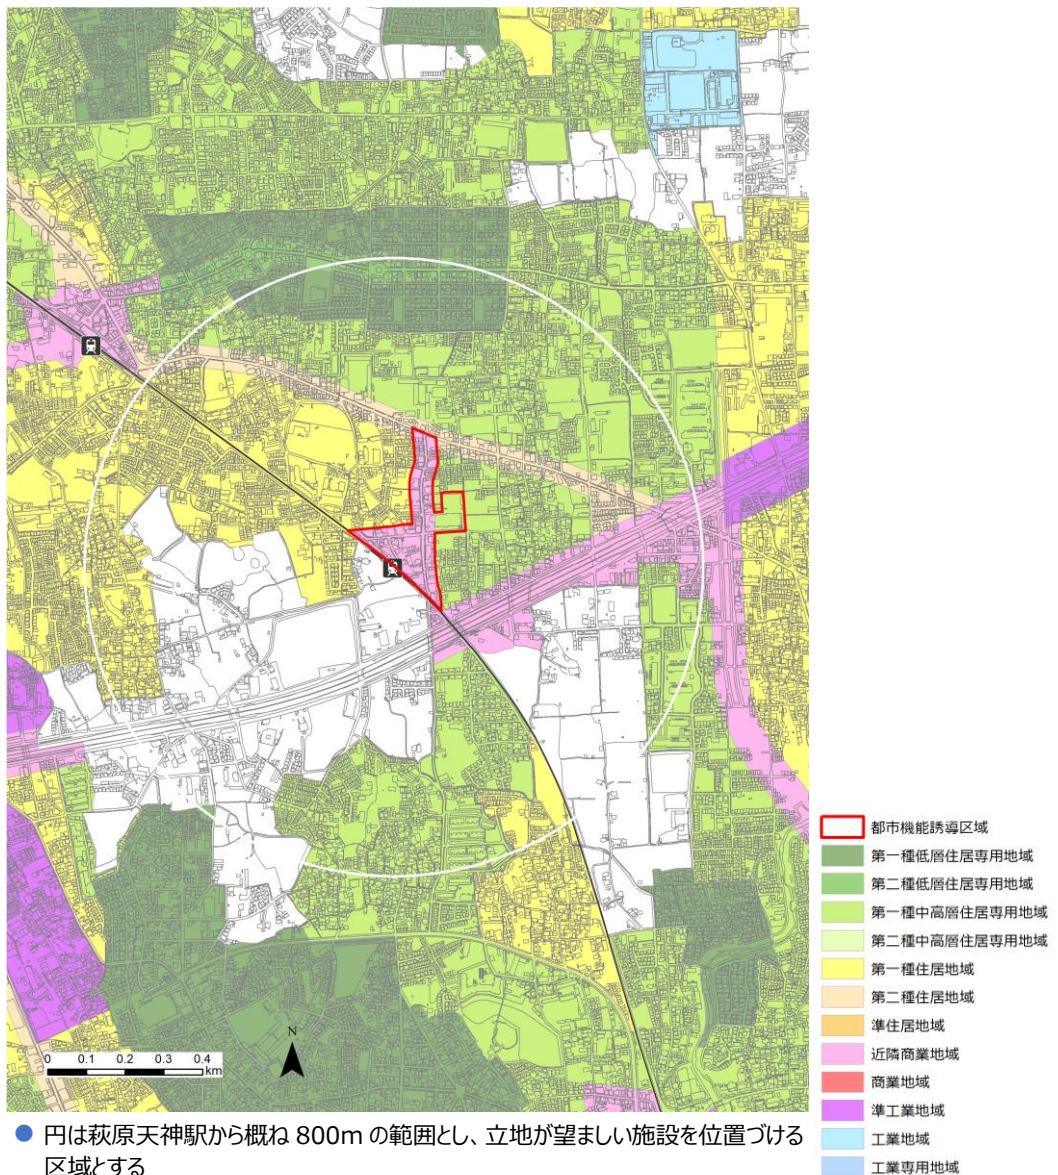 N
0 0.1 0.2 0.3 0.4
km
都市機能誘導区域
第一種低層住居専用地域
第二種低層住居専用地域
第一種中高層住居専用地域
第二種中高層住居専用地域
第一種住居地域
第二種住居地域
準住居地域
近隣商業地域
商業地域
準工業地域
工業地域
工業専用地域
● 円は萩原天神駅から概ね 800m の範囲とし、立地が望ましい施設を位置づける
区域とする